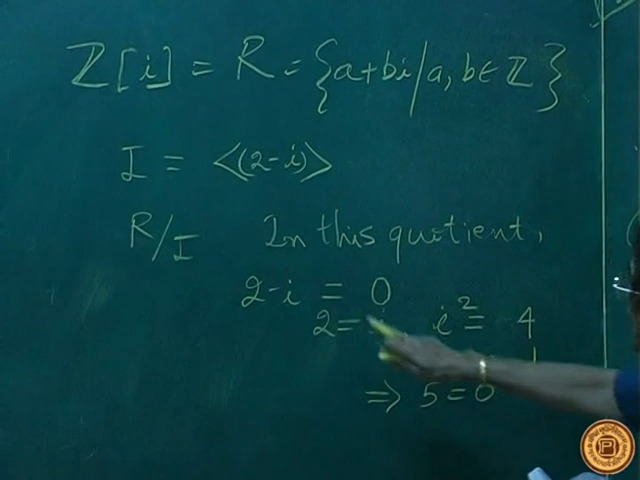 Z[i] = R = {a+bi/a, b∈Z}
I = <(2-i)>
R/I In this quotient,
2-i = 0
2= i² = 4
⇒ 5=0